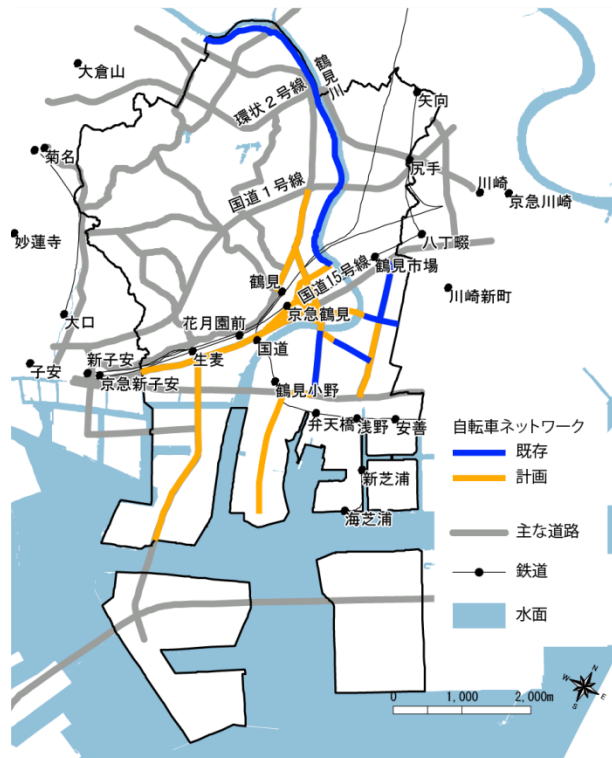 大倉山
環状2号線
鶴見川
矢向
菊名
国道1号線
尻手
川崎
京急川崎
妙蓮寺
八丁畷
鶴見市場
国道15号線
鶴見
川崎新町
大口
花月園前
京急鶴見
国道
子安
新子安
生麦
京急新子安
鶴見小野
弁天橋
浅野
安善
新芝浦
海芝浦
自転車ネットワーク
既存
計画
主な道路
鉄道
水面
N
W
E
S
0 1,000 2,000m